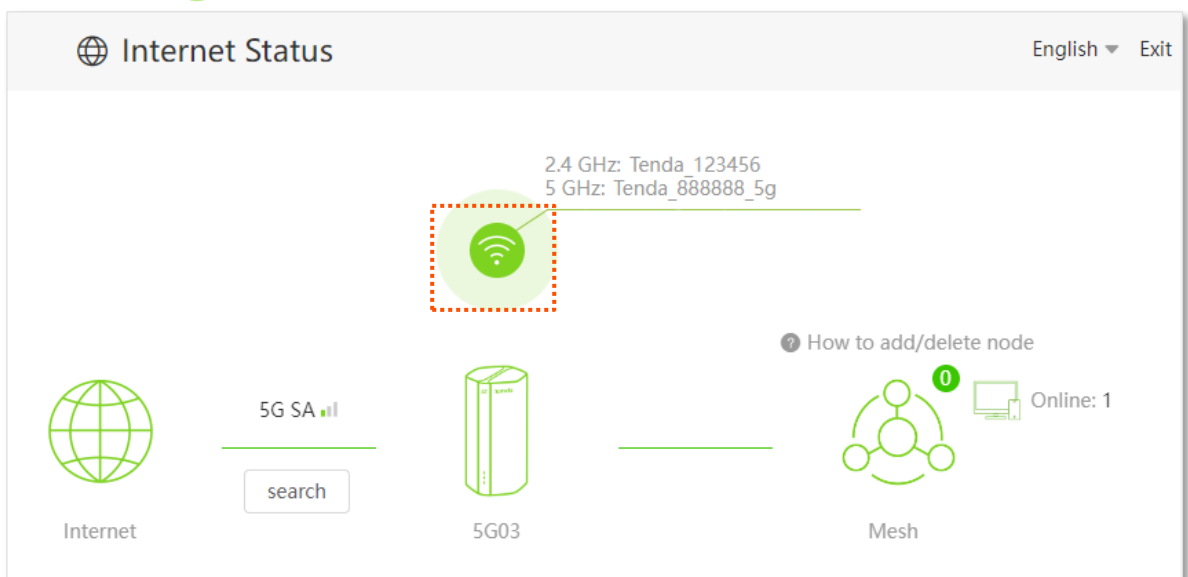 Internet Status
English
Exit
2.4 GHz: Tenda_123456
5 GHz: Tenda_888888_5g
? How to add/delete node
0
5G SA
Online: 1
search
Internet
5G03
Mesh